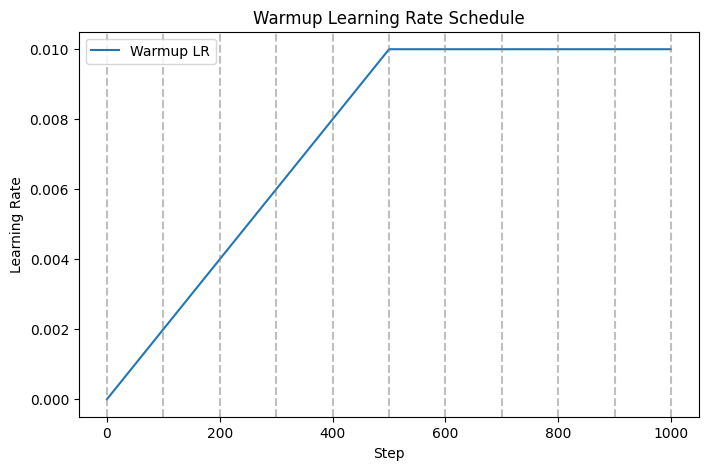 Warmup Learning Rate Schedule
Warmup LR
0.010
0.008
0.006
0.004
0.002
0.000
Learning Rate
0 200 400 600 800 1000
Step